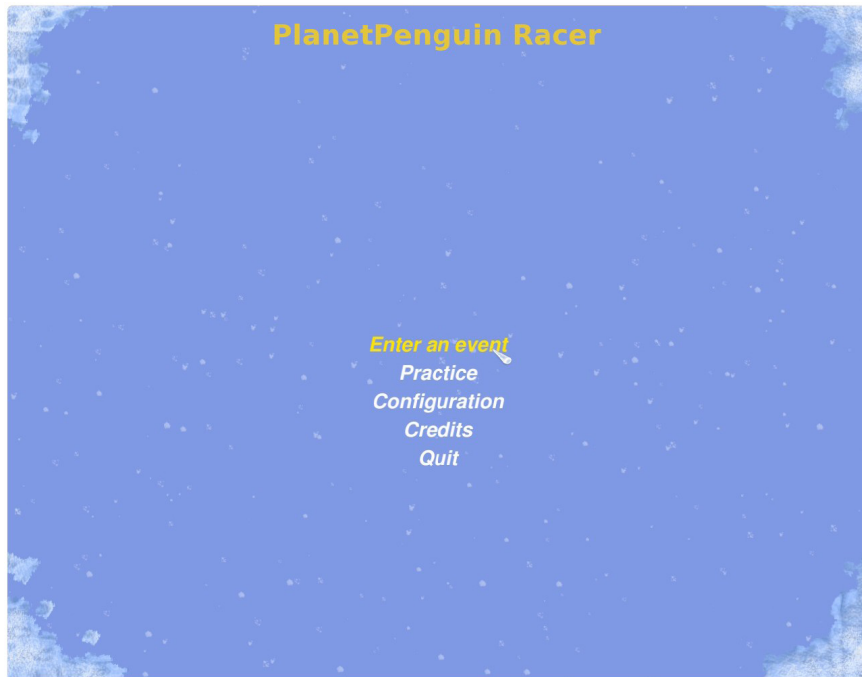 PlanetPenguin Racer
Enter an event
Practice
Configuration
Credits
Quit